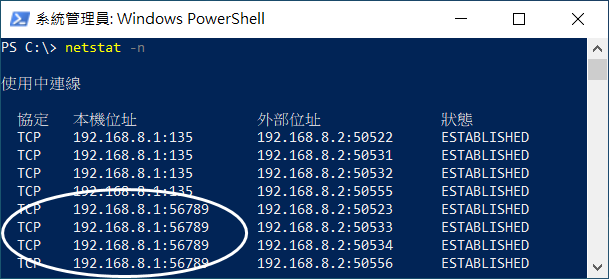 系統管理員: Windows PowerShell
PS C:\> netstat -n
使用中連線
協定 本機位址 外部位址 狀態
TCP 192.168.8.1:135 192.168.8.2:50522 ESTABLISHED
TCP 192.168.8.1:135 192.168.8.2:50531 ESTABLISHED
TCP 192.168.8.1:135 192.168.8.2:50532 ESTABLISHED
TCP 192.168.8.1:135 192.168.8.2:50555 ESTABLISHED
TCP 192.168.8.1:56789 192.168.8.2:50523 ESTABLISHED
TCP 192.168.8.1:56789 192.168.8.2:50533 ESTABLISHED
TCP 192.168.8.1:56789 192.168.8.2:50534 ESTABLISHED
TCP 192.168.8.1:56789 192.168.8.2:50556 ESTABLISHED